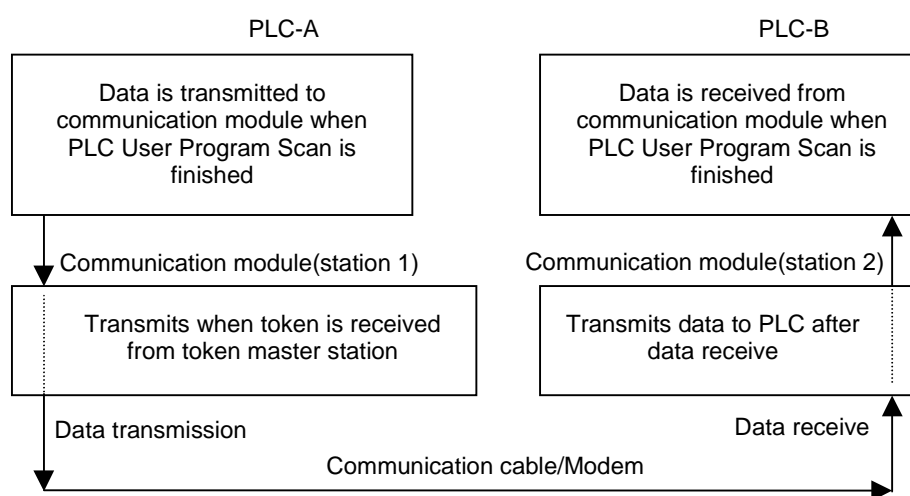 PLC-A
PLC-B
Data is transmitted to
communication module when
PLC User Program Scan is
finished
Data is received from
communication module when
PLC User Program Scan is
finished
Communication module(station 1)
Communication module(station 2)
Transmits when token is received
from token master station
Transmits data to PLC after
data receive
Data transmission
Data receive
Communication cable/Modem